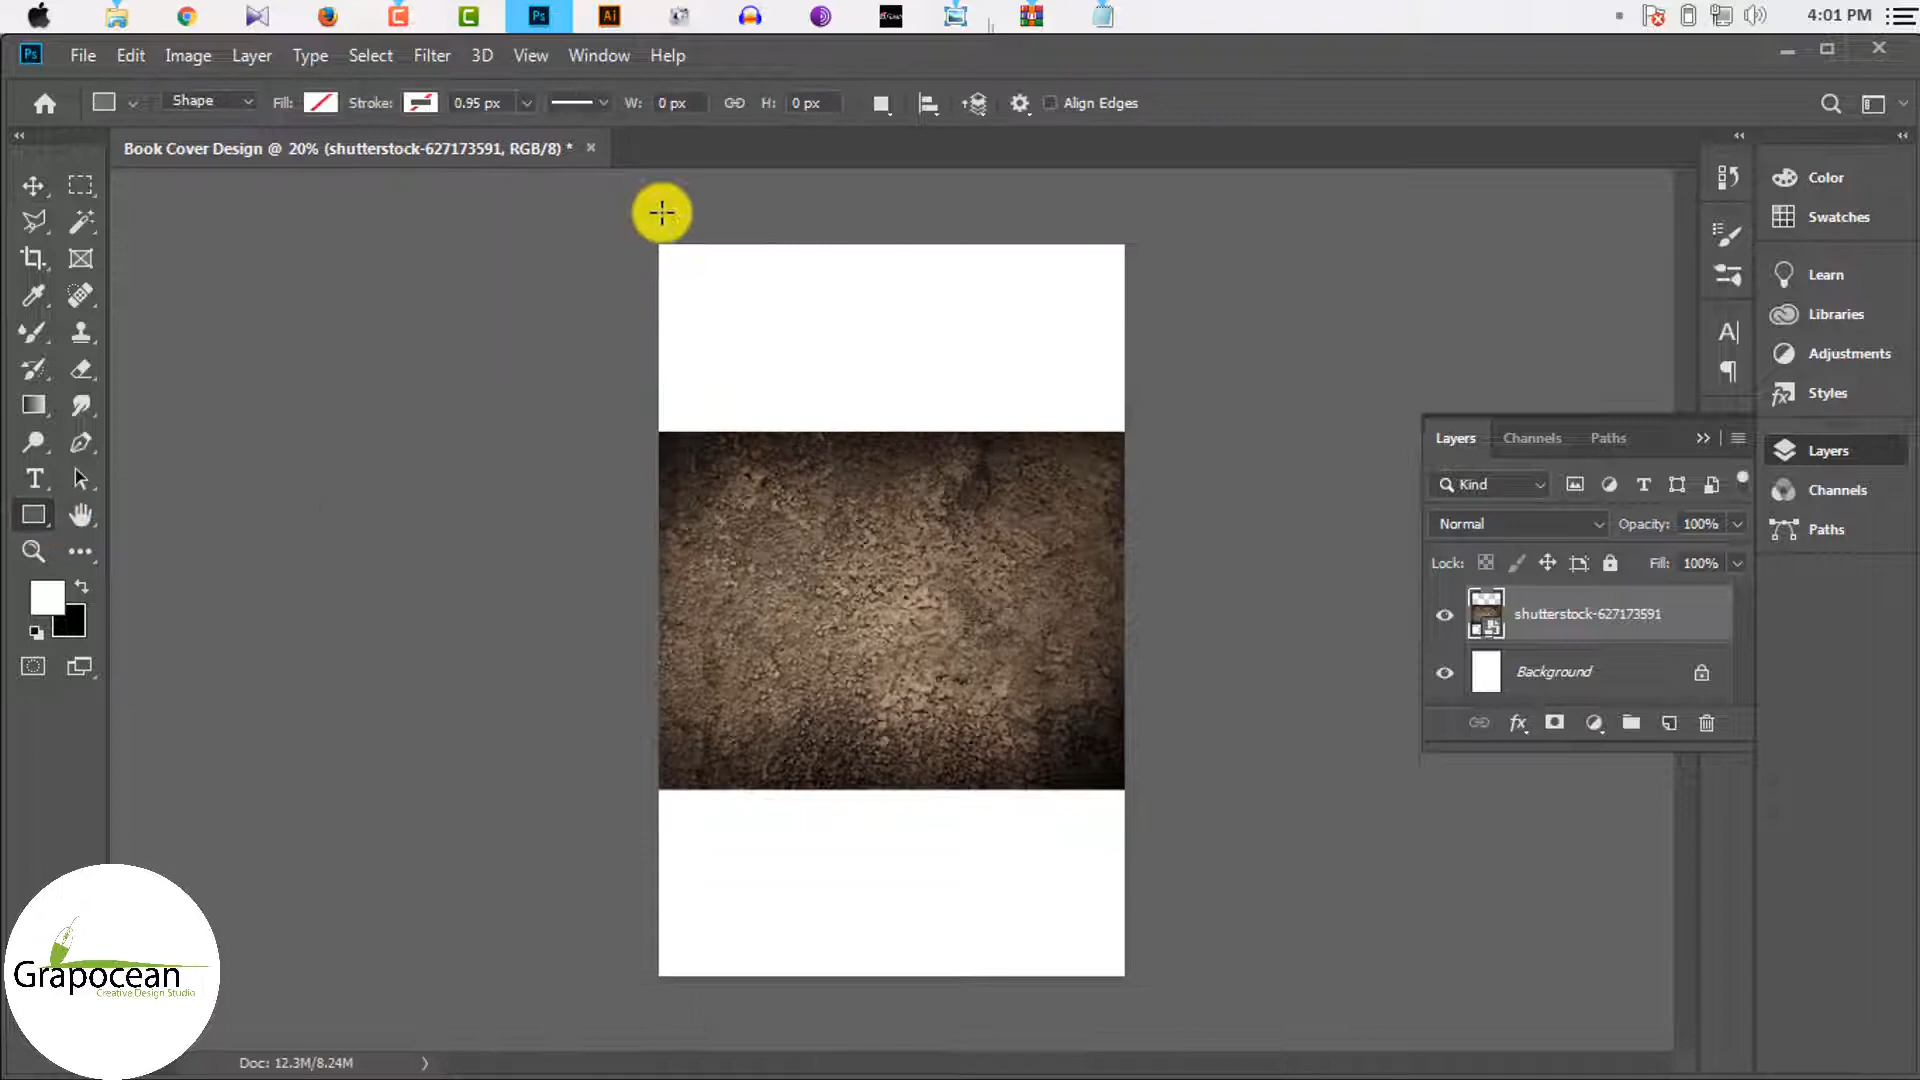 4:01 PM
Ps
Ai
Ps
File Edit Image Layer Type Select Filter 3D View Window Help
Shape Fill: Stroke: 0.95 px W: 0 px H: 0 px Align Edges
Book Cover Design @ 20% (shutterstock-627173591, RGB/8) * ×
Color
Swatches
Learn
Libraries
Adjustments
Styles
Layers
Channels
Paths
Layers Channels Paths
Kind
Normal Opacity: 100%
Lock: Fill: 100%
shutterstock-627173591
Background
fx
Grapocean
Creative Design Studio
Doc: 12.3M/8.24M